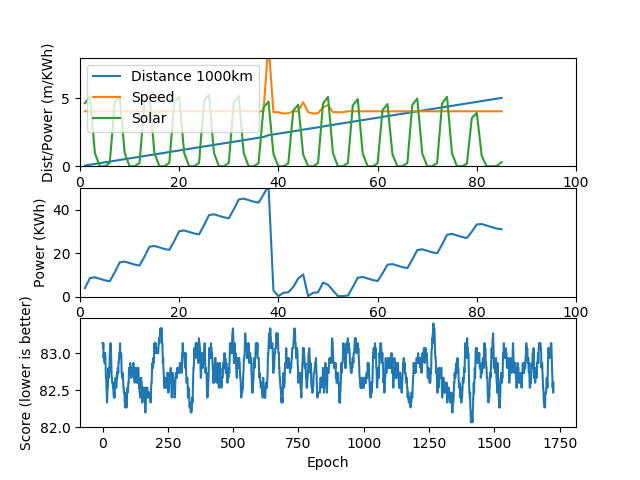 Dist/Power (m/KWh)
5
0
Distance 1000km
Speed
Solar
0 20 40 60 80 100
Power (KWh)
40
20
0
0 20 40 60 80 100
Score (lower is better)
83.0
82.5
82.0
0 250 500 750 1000 1250 1500 1750
Epoch